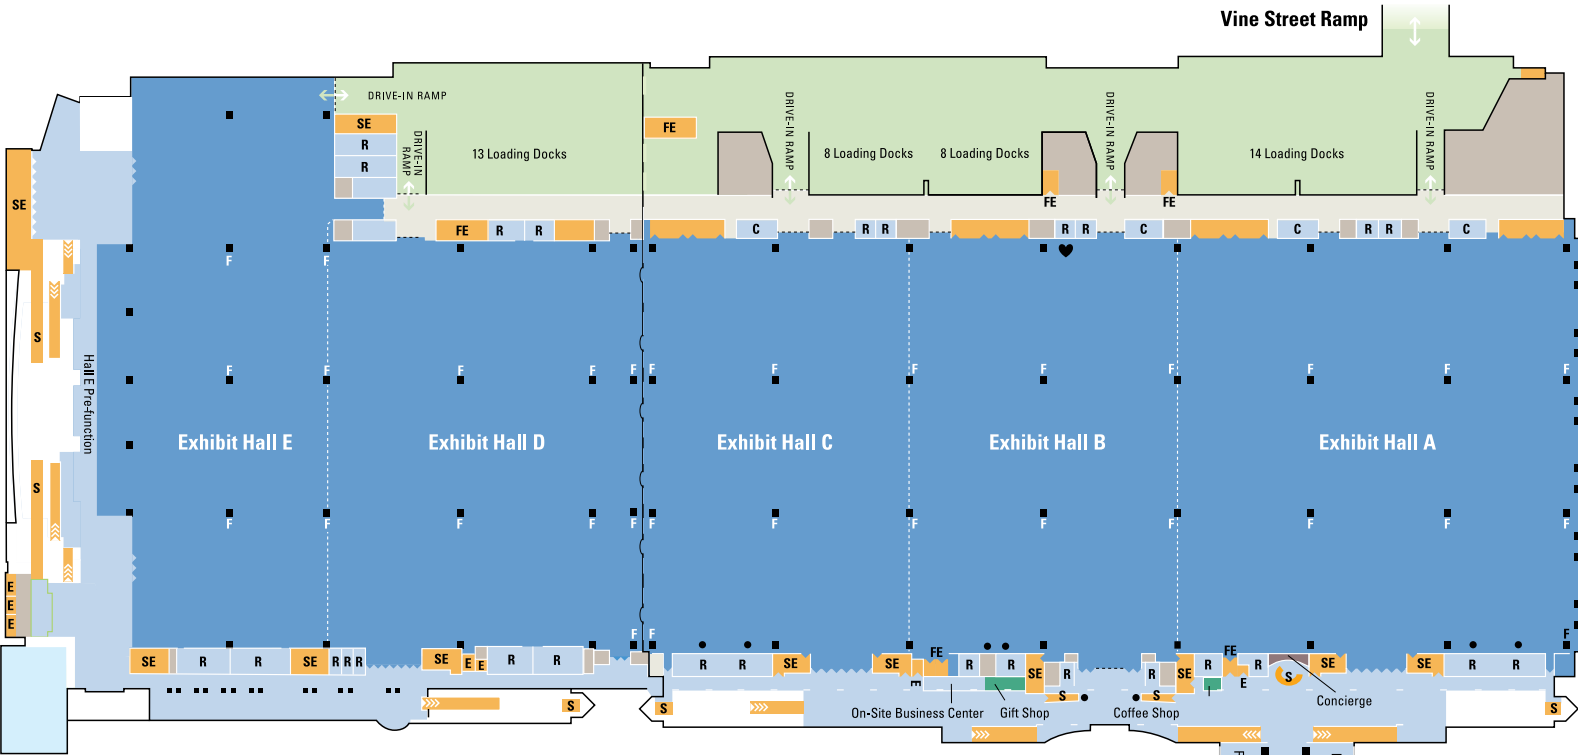 Vine Street Ramp
DRIVE-IN RAMP
SE
R
R
DRIVE-IN
RAMP
13 Loading Docks
FE
DRIVE-IN RAMP
8 Loading Docks
8 Loading Docks
DRIVE-IN RAMP
14 Loading Docks
DRIVE-IN RAMP
FE
FE
SE
FE R R
C
R R
R R
C
C
R R
C
F F
S
F F F F F F F F F F F F F
Hall E Pre-function
Exhibit Hall E
Exhibit Hall D
Exhibit Hall C
Exhibit Hall B
Exhibit Hall A
S
F F F F F F F F F F F F F
E
E
E
F F F
SE R R SE R R R
SE E E R R
R R SE
SE FE R R SE R
R SE R FE R SE
SE R R
E
E
S
S
S
Concierge
S
S
S
S
On-Site Business Center
Gift Shop
Coffee Shop